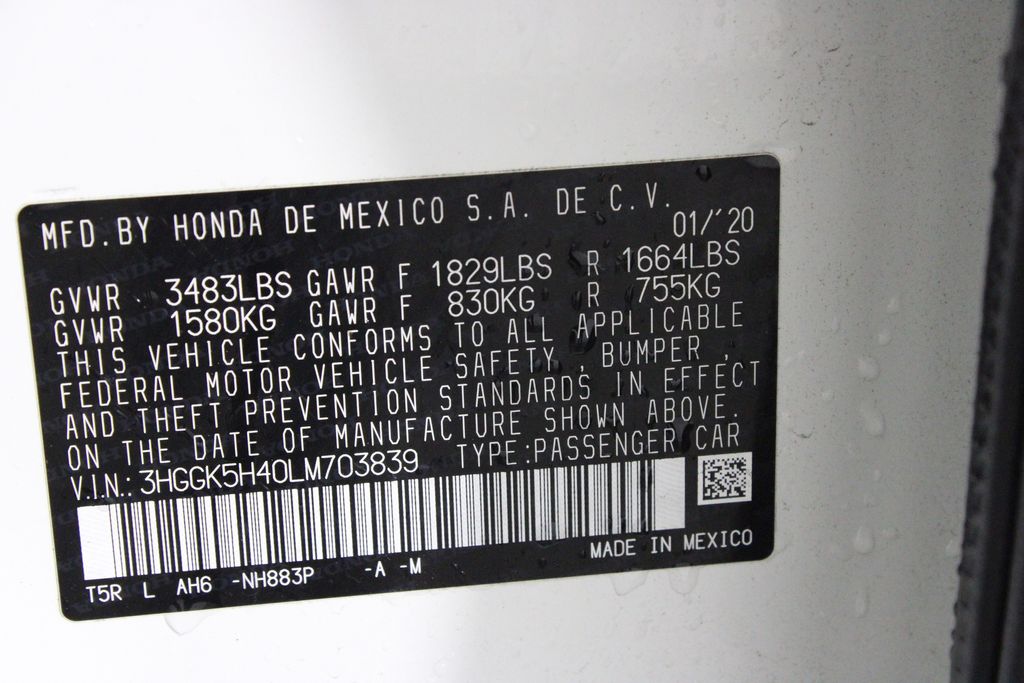 MFD.BY HONDA DE MEXICO S.A. DE C.V.
01/'20
GVWR 3483LBS GAWR F 1829LBS R 1664LBS
GVWR 1580KG GAWR F 830KG R 755KG
THIS VEHICLE CONFORMS TO ALL APPLICABLE
FEDERAL MOTOR VEHICLE SAFETY, BUMPER,
AND THEFT PREVENTION STANDARDS IN EFFECT
ON THE DATE OF MANUFACTURE SHOWN ABOVE.
V.I.N.: 3HGGK5H40LM703839 TYPE:PASSENGER CAR
MADE IN MEXICO
T5R L AH6 -NH883P -A -M